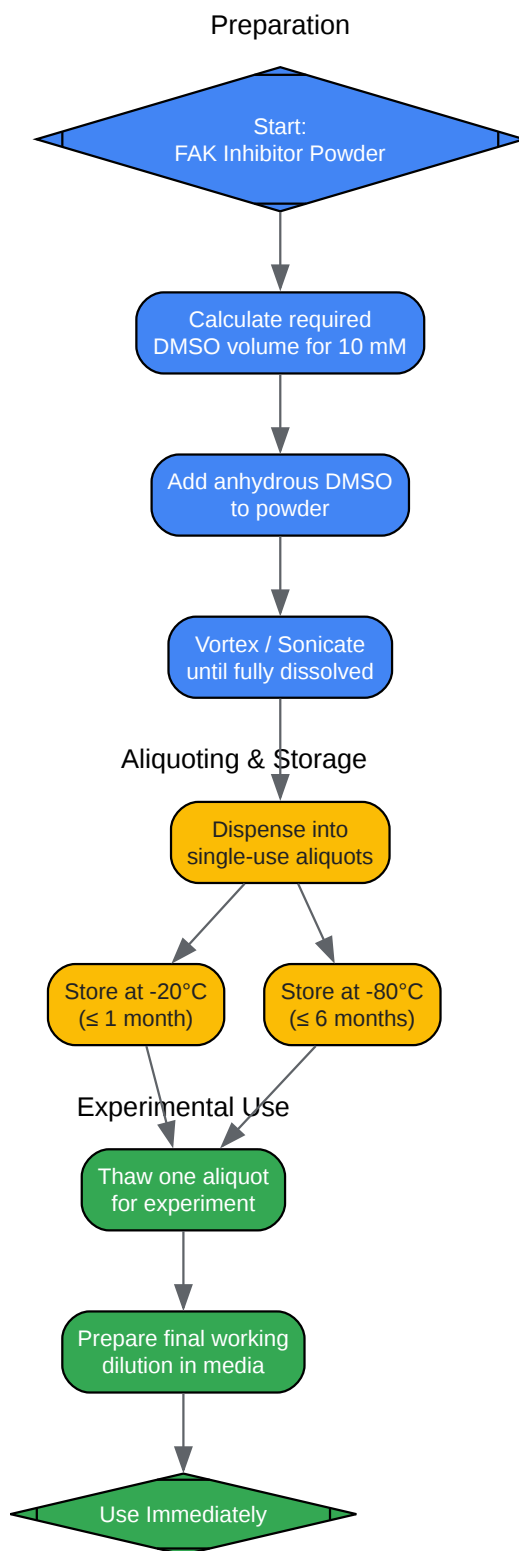 Preparation
Start:
FAK Inhibitor Powder
Calculate required
DMSO volume for 10 mM
Add anhydrous DMSO
to powder
Vortex / Sonicate
until fully dissolved
Aliquoting & Storage
Dispense into
single-use aliquots
Store at -20°C
(≤ 1 month)
Store at -80°C
(≤ 6 months)
Experimental Use
Thaw one aliquot
for experiment
Prepare final working
dilution in media
Use Immediately